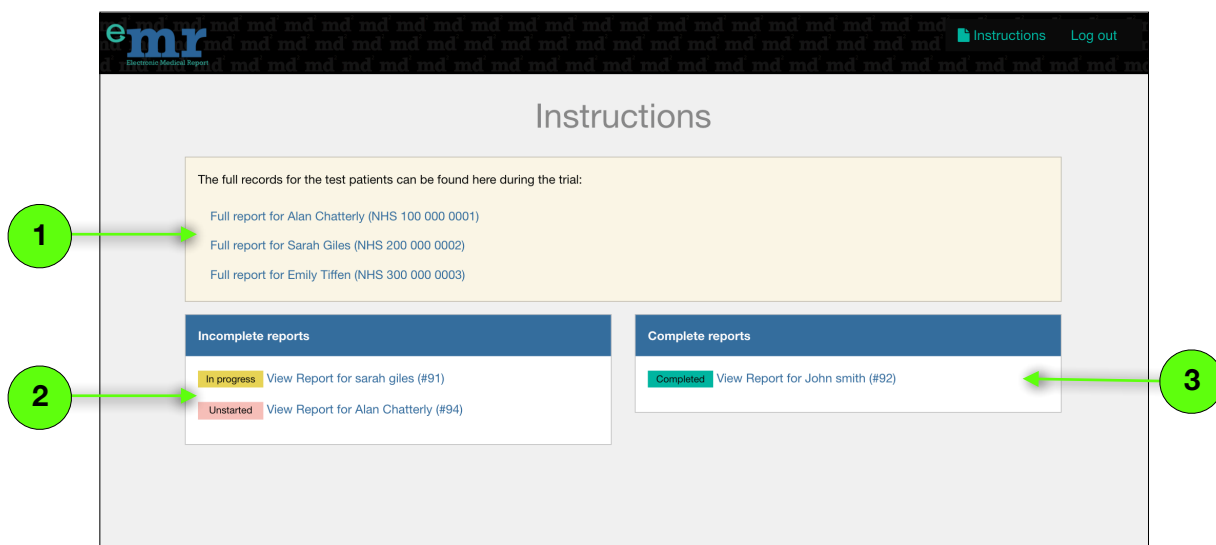 emr
Electronic Medical Report
Instructions
Log out
Instructions
The full records for the test patients can be found here during the trial:
Full report for Alan Chatterly (NHS 100 000 0001)
Full report for Sarah Giles (NHS 200 000 0002)
Full report for Emily Tiffen (NHS 300 000 0003)
1
Incomplete reports
In progress View Report for sarah giles (#91)
Unstarted View Report for Alan Chatterly (#94)
2
Complete reports
Completed View Report for John smith (#92)
3